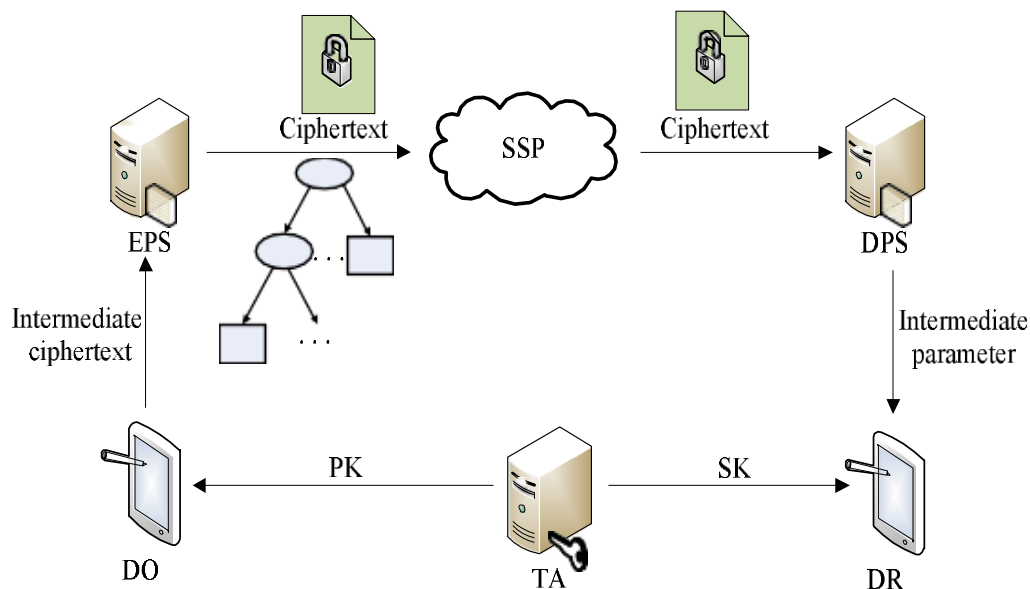 Ciphertext
SSP
Ciphertext
EPS
DPS
. . .
. . .
Intermediate
ciphertext
Intermediate
parameter
PK
SK
DO
TA
DR